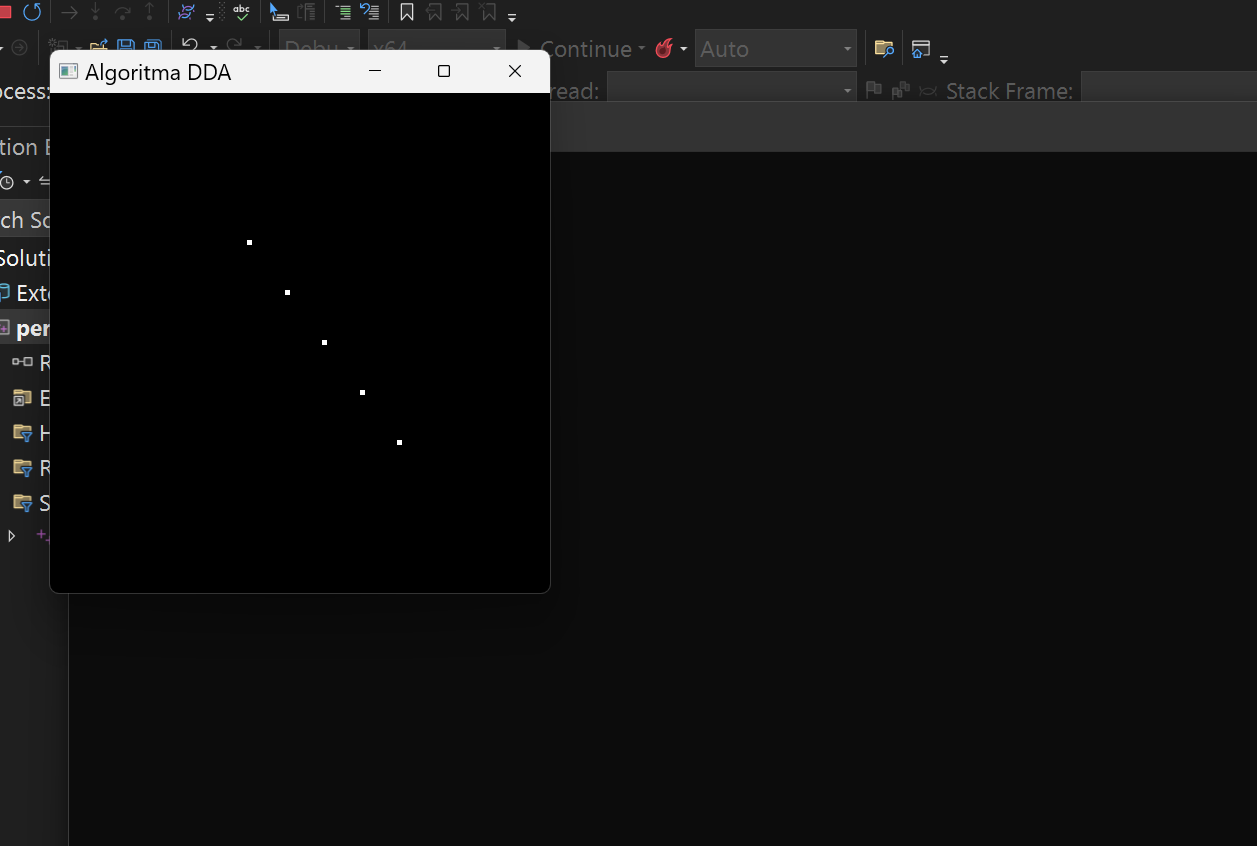 abc
Debu x64 Continue Auto
ocess: read: Stack Frame:
Algoritma DDA
tion E
ch So
Soluti
Exte
per
R
E
H
R
S